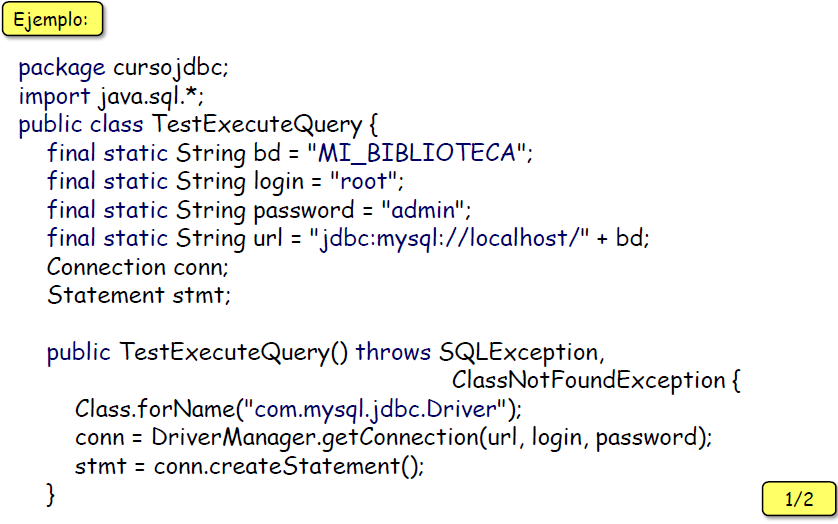 Ejemplo:
package cursojdbc;
import java.sql.*;
public class TestExecuteQuery {
final static String bd = "MI_BIBLIOTECA";
final static String login = "root";
final static String password = "admin";
final static String url = "jdbc:mysql://localhost/" + bd;
Connection conn;
Statement stmt;
public TestExecuteQuery() throws SQLException,
ClassNotFoundException {
Class.forName("com.mysql.jdbc.Driver");
conn = DriverManager.getConnection(url, login, password);
stmt = conn.createStatement();
}
1/2